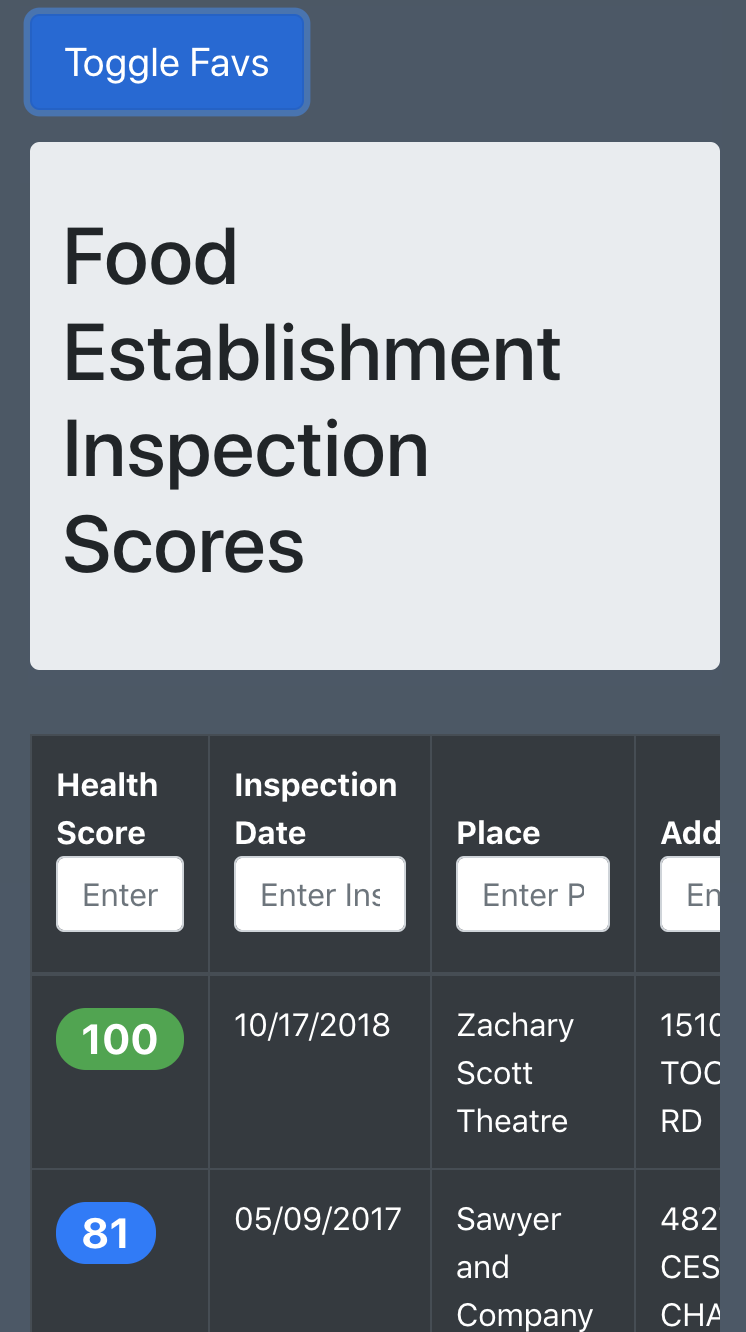 Toggle Favs
Food
Establishment
Inspection
Scores
Health
Score
Inspection
Date
Place
Add
Enter
Enter Ins
Enter P
En
100
10/17/2018
Zachary
Scott
Theatre
1510
TOO
RD
81
05/09/2017
Sawyer
and
Company
482
CES
CHA